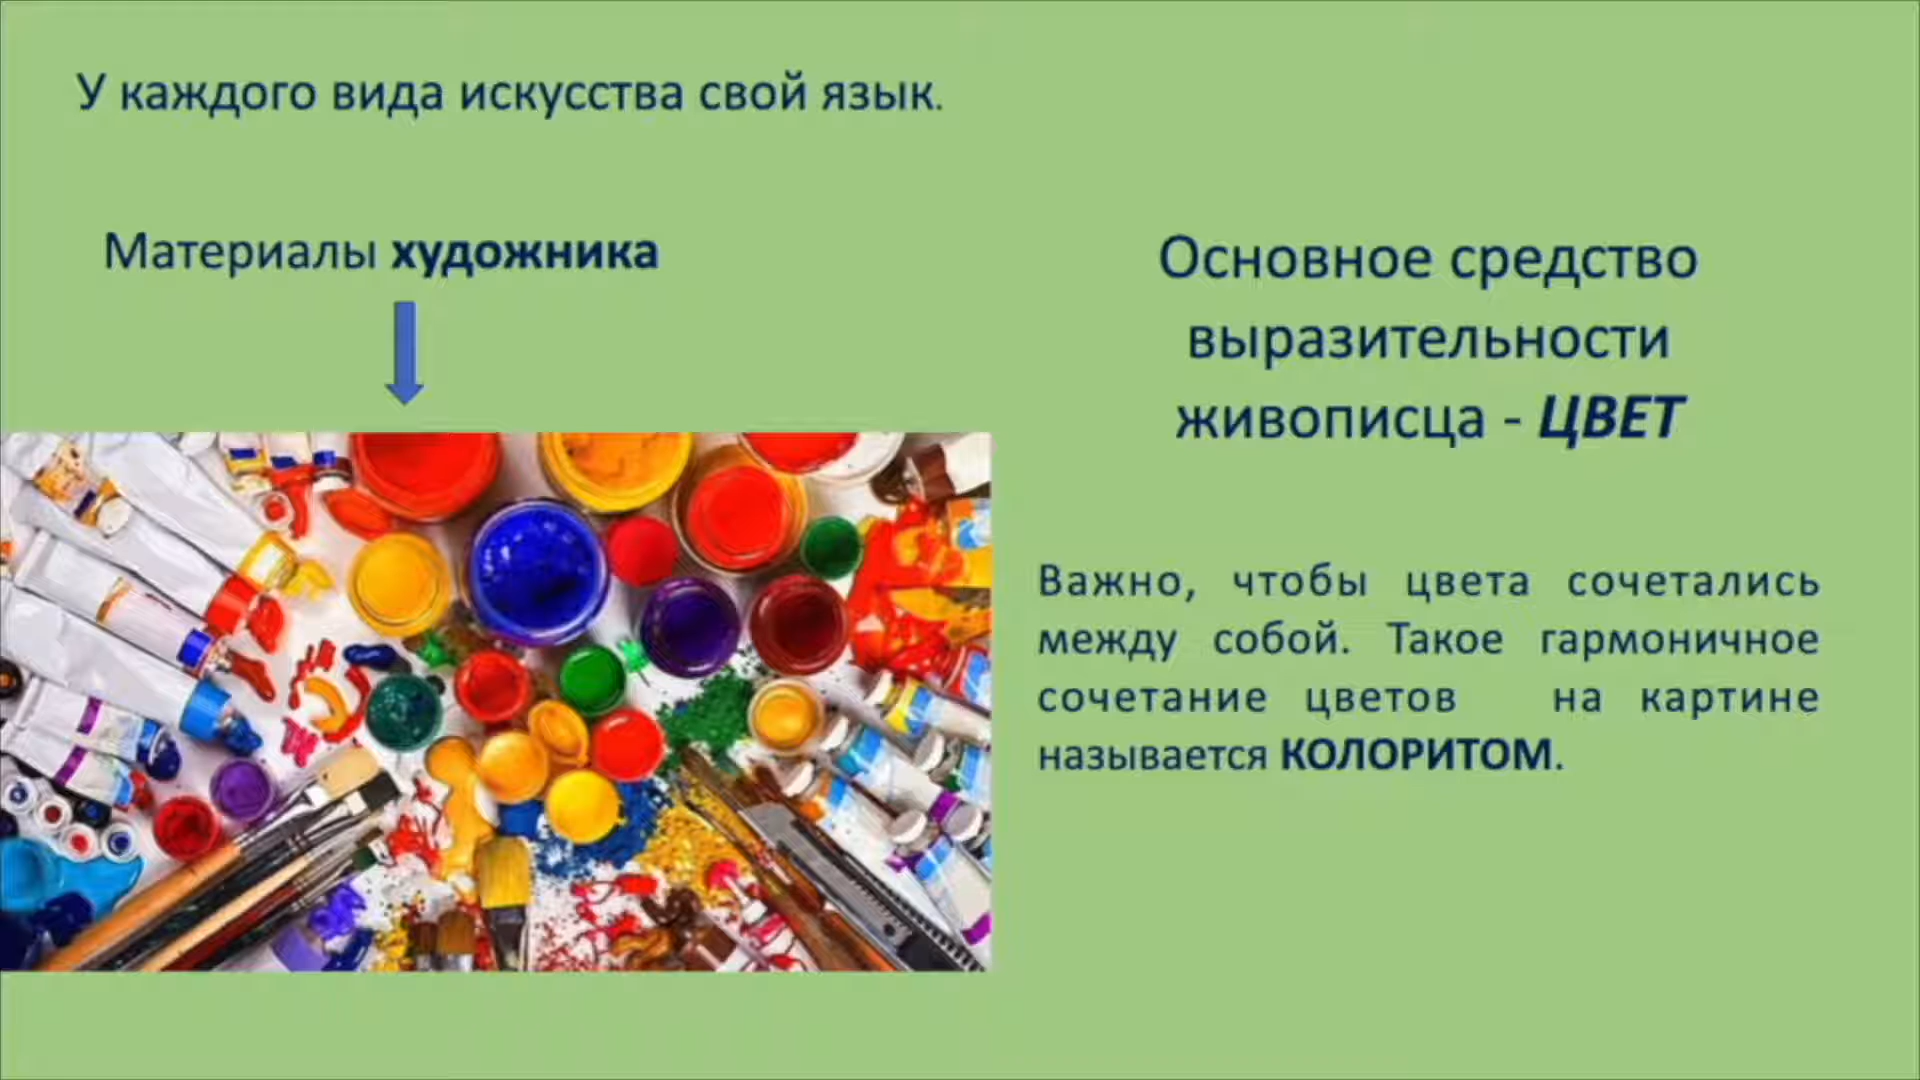 У каждого вида искусства свой язык.
Материалы художника
Основное средство
выразительности
живописца - ЦВЕТ
Важно, чтобы цвета сочетались
между собой. Такое гармоничное
сочетание цветов на картине
называется КОЛОРИТОМ.